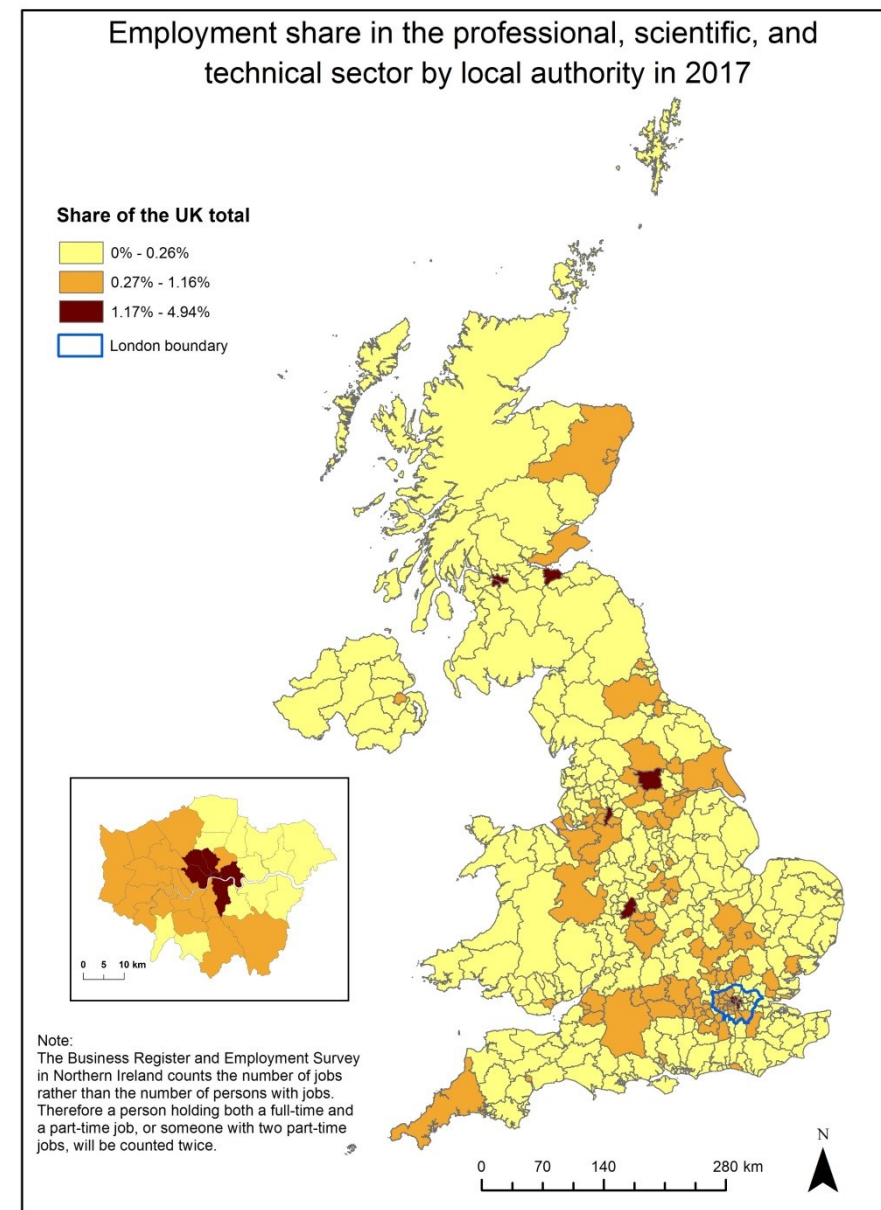 Employment share in the professional, scientific, and
technical sector by local authority in 2017
Share of the UK total
0% - 0.26%
0.27% - 1.16%
1.17% - 4.94%
London boundary
0 5 10 km
Note:
The Business Register and Employment Survey
in Northern Ireland counts the number of jobs
rather than the number of persons with jobs.
Therefore a person holding both a full-time and
a part-time job, or someone with two part-time
jobs, will be counted twice.
0 70 140 280 km
N